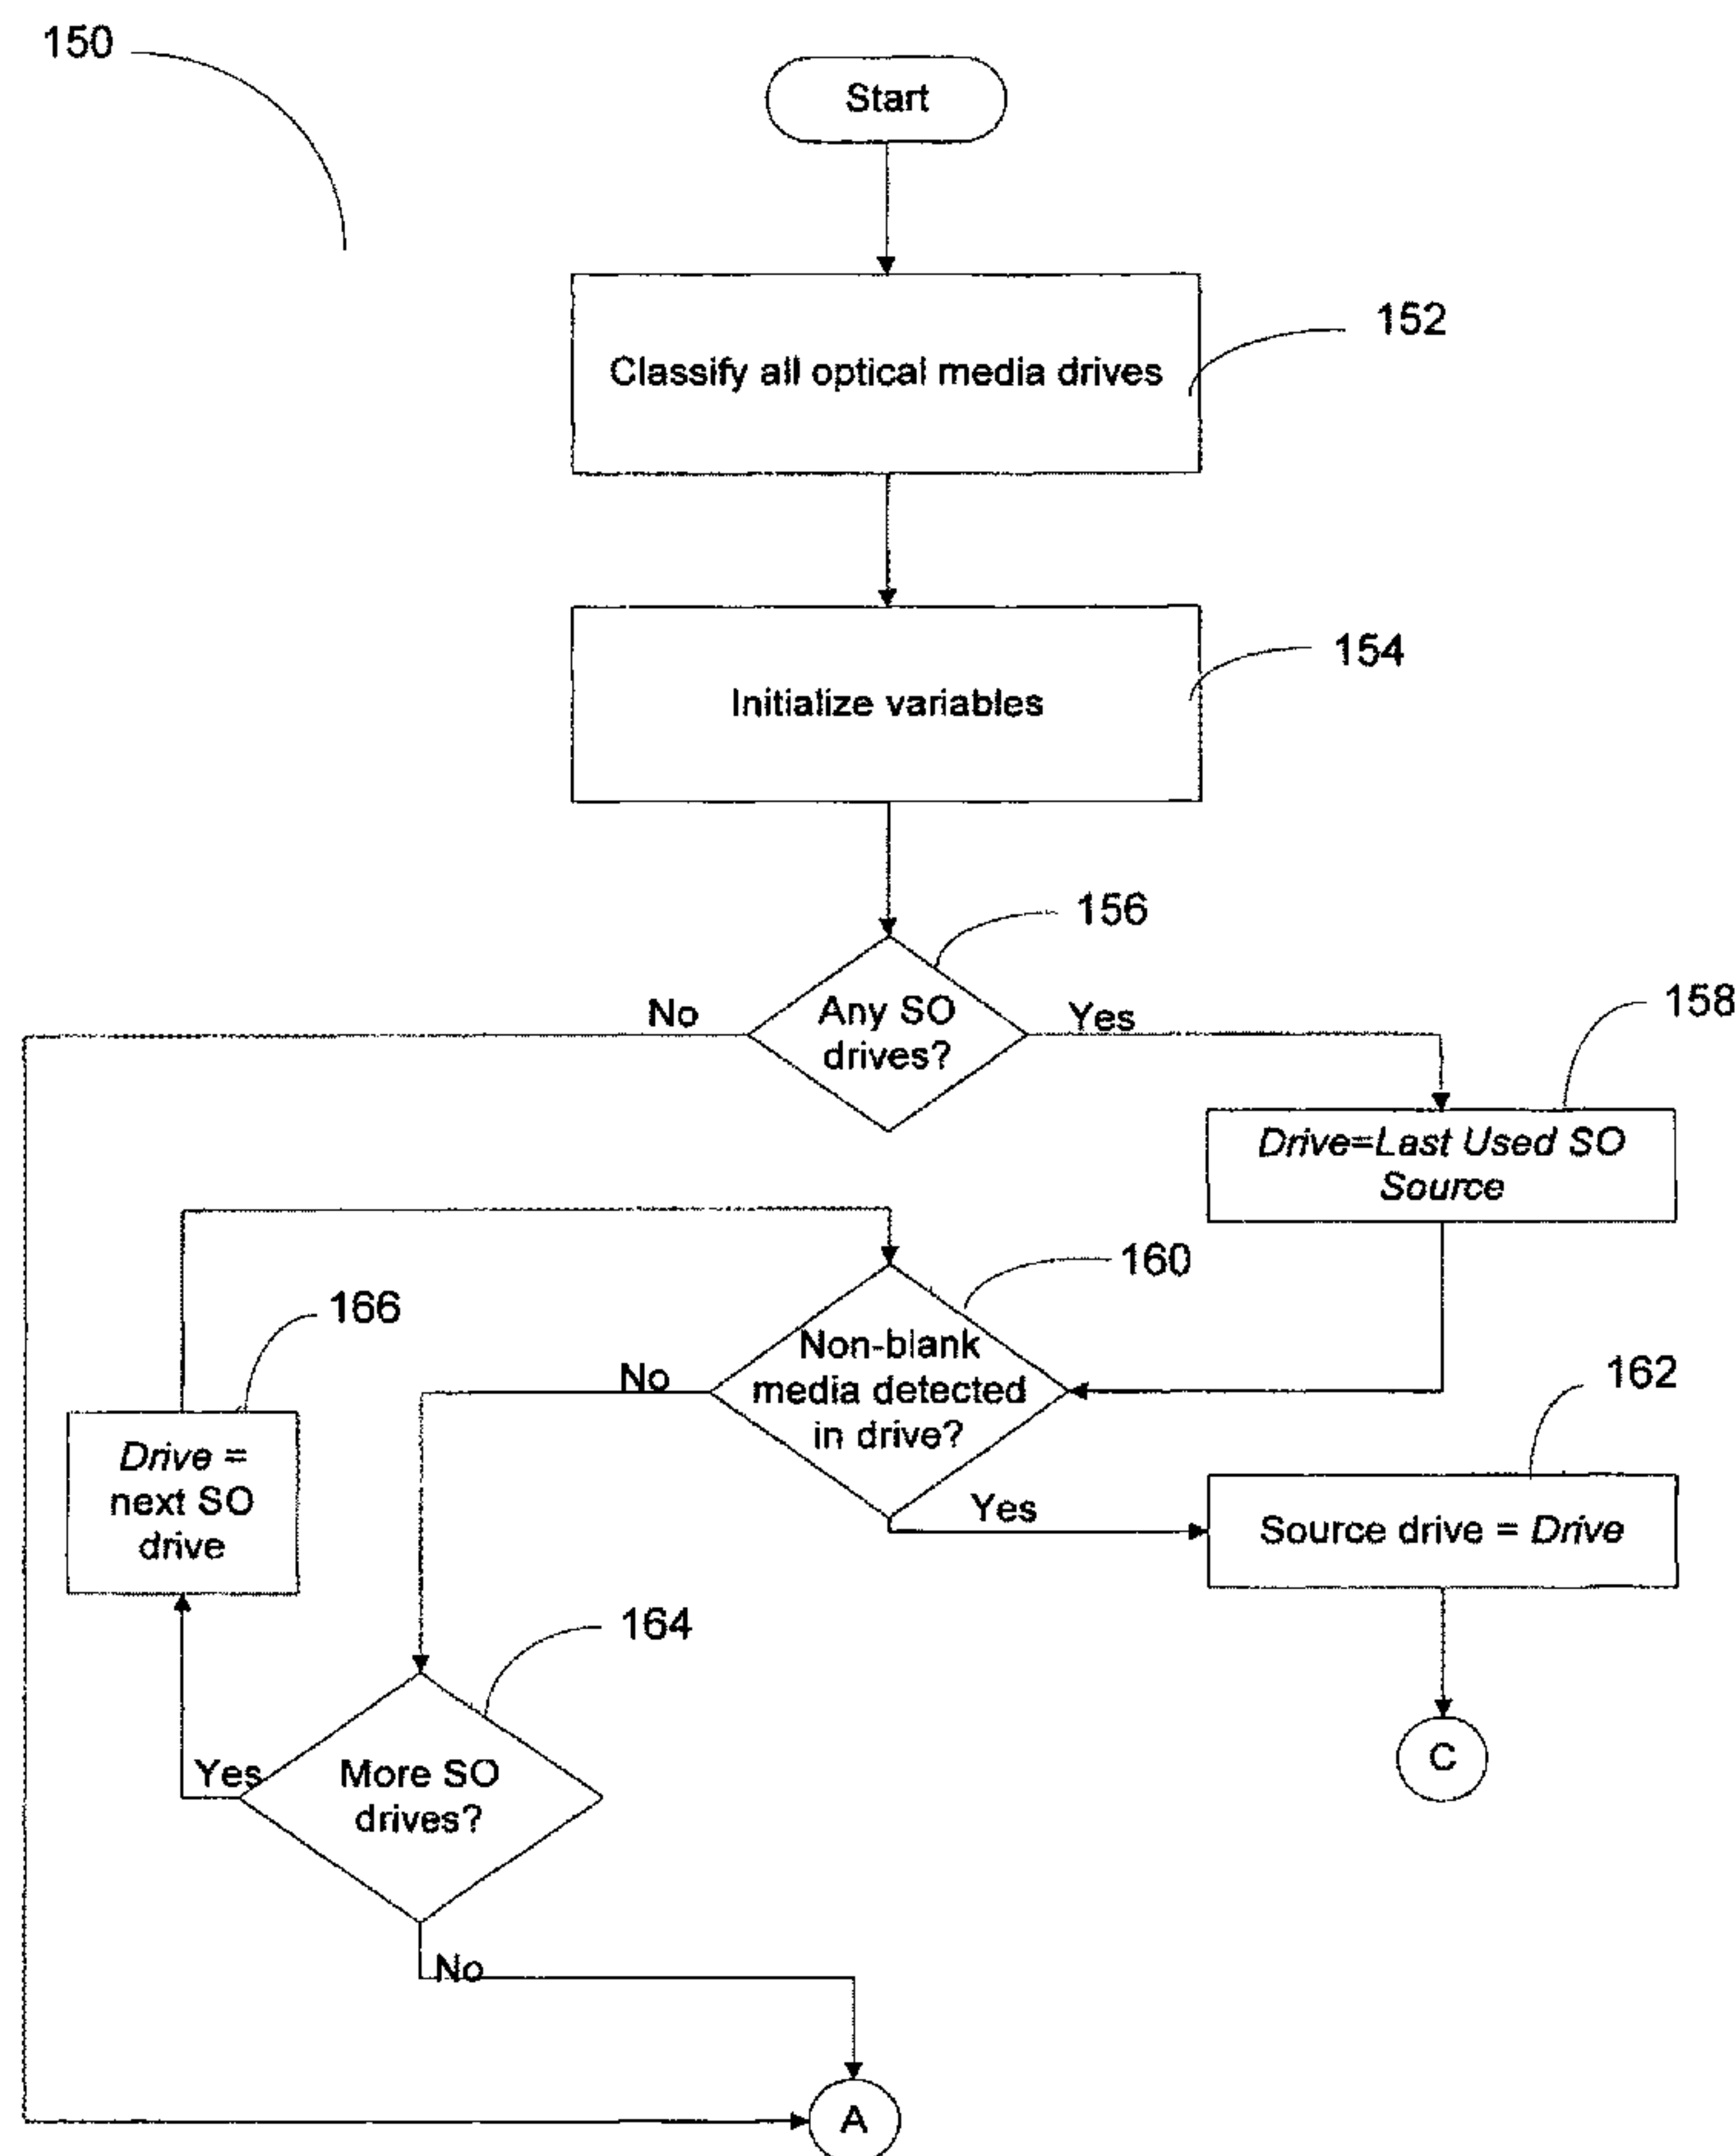 150
Start
Classify all optical media drives
152
Initialize variables
154
156
Any SO
drives?
No
Yes
158
Drive=Last Used SO
Source
160
Non-blank
media detected
in drive?
No
Yes
166
Drive =
next SO
drive
162
Source drive = Drive
164
More SO
drives?
Yes
No
C
A